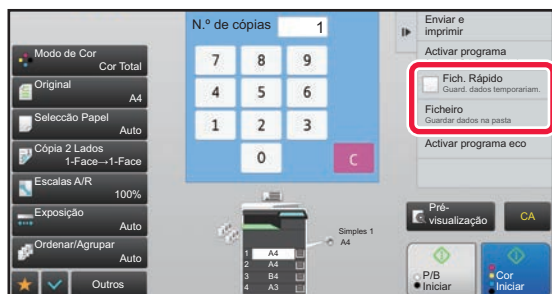 N.º de cópias
1
Modo de Cor
Cor Total
Original
A4
Seleccão Papel
Auto
Cópia 2 Lados
1-Face→1-Face
Escalas A/R
100%
Exposição
Auto
Ordenar/Agrupar
Auto
Outros
7 8 9
4 5 6
1 2 3
0 C
Simples 1
A4
1 A4
2 A4
3 B4
4 A3
Enviar e
imprimir
Activar programa
Fich. Rápido
Guard. dados temporariam.
Ficheiro
Guardar dados na pasta
Activar programa eco
Pré-
visualização
CA
P/B
Iniciar
Cor
Iniciar